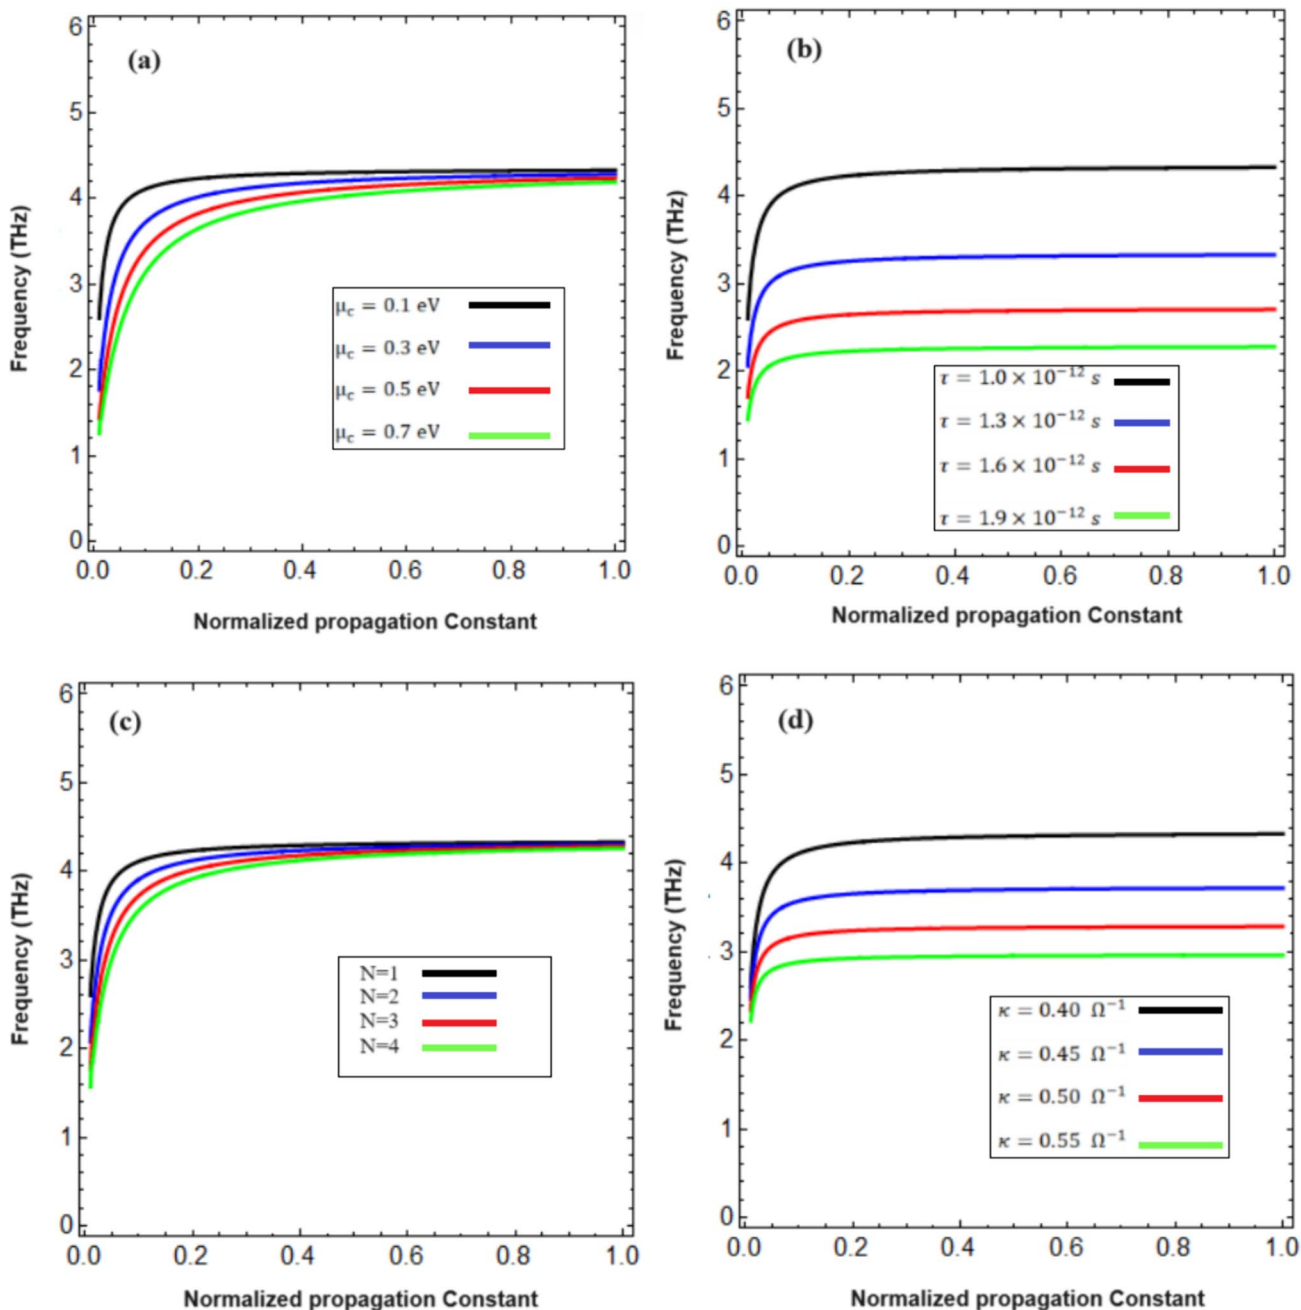 (a)
6
5
4
3
2
1
0
Frequency (THz)
μc = 0.1 eV
μc = 0.3 eV
μc = 0.5 eV
μc = 0.7 eV
0.0 0.2 0.4 0.6 0.8 1.0
Normalized propagation Constant
(b)
6
5
4
3
2
1
0
Frequency (THz)
τ = 1.0 × 10⁻¹² s
τ = 1.3 × 10⁻¹² s
τ = 1.6 × 10⁻¹² s
τ = 1.9 × 10⁻¹² s
0.0 0.2 0.4 0.6 0.8 1.0
Normalized propagation Constant
(c)
6
5
4
3
2
1
0
Frequency (THz)
N=1
N=2
N=3
N=4
0.0 0.2 0.4 0.6 0.8 1.0
Normalized propagation Constant
(d)
6
5
4
3
2
1
0
Frequency (THz)
κ = 0.40 Ω⁻¹
κ = 0.45 Ω⁻¹
κ = 0.50 Ω⁻¹
κ = 0.55 Ω⁻¹
0.0 0.2 0.4 0.6 0.8 1.0
Normalized propagation Constant